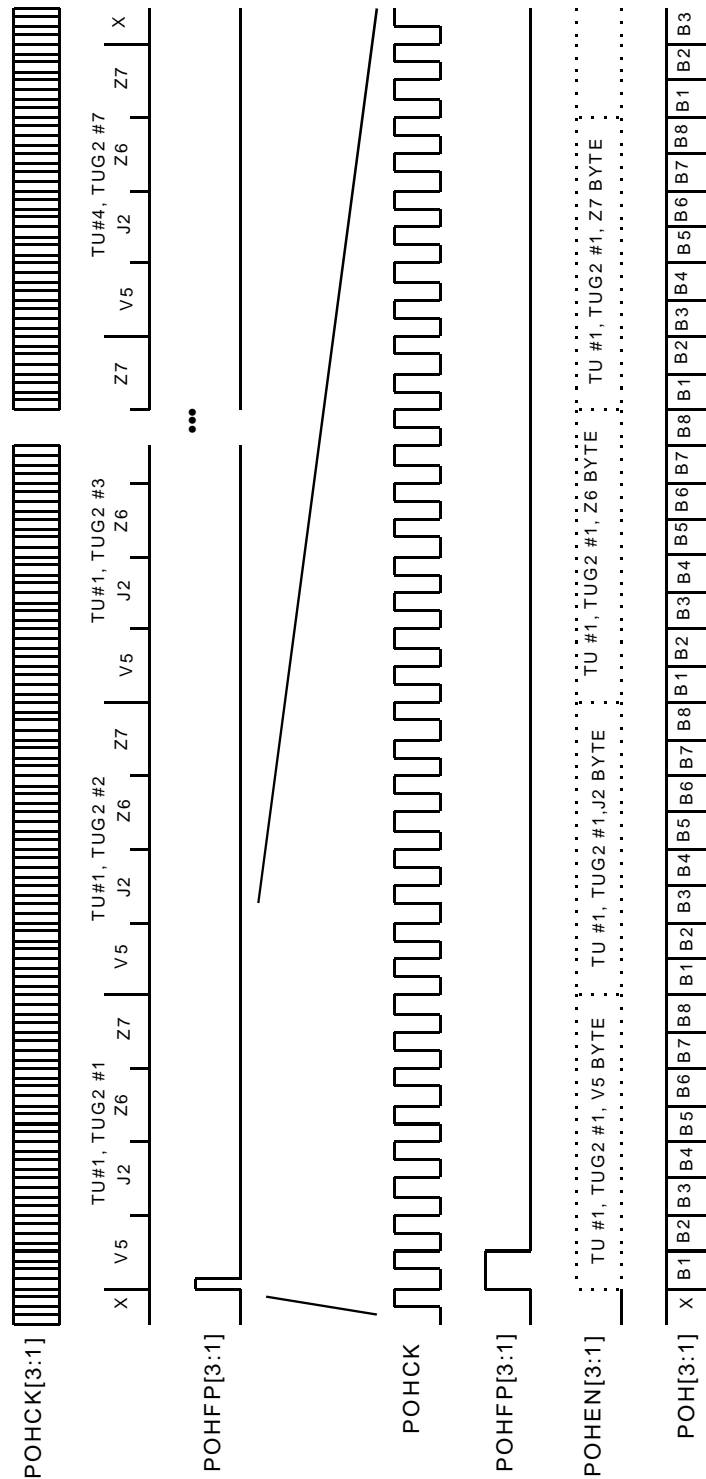 POHCK[3:1]
TU#1, TUG2 #1 TU#1, TUG2 #2 TU#1, TUG2 #3 TU#4, TUG2 #7
X V5 J2 Z6 Z7 V5 J2 Z6 Z7 V5 J2 Z6 Z7 V5 J2 Z6 Z7 X
POHFP[3:1] •••
POHCK
POHFP[3:1]
POHEN[3:1] TU #1, TUG2 #1, V5 BYTE TU #1, TUG2 #1,J2 BYTE TU #1, TUG2 #1, Z6 BYTE TU #1, TUG2 #1, Z7 BYTE
POH[3:1] X B1 B2 B3 B4 B5 B6 B7 B8 B1 B2 B3 B4 B5 B6 B7 B8 B1 B2 B3 B4 B5 B6 B7 B8 B1 B2 B3 B4 B5 B6 B7 B8 B1 B2 B3